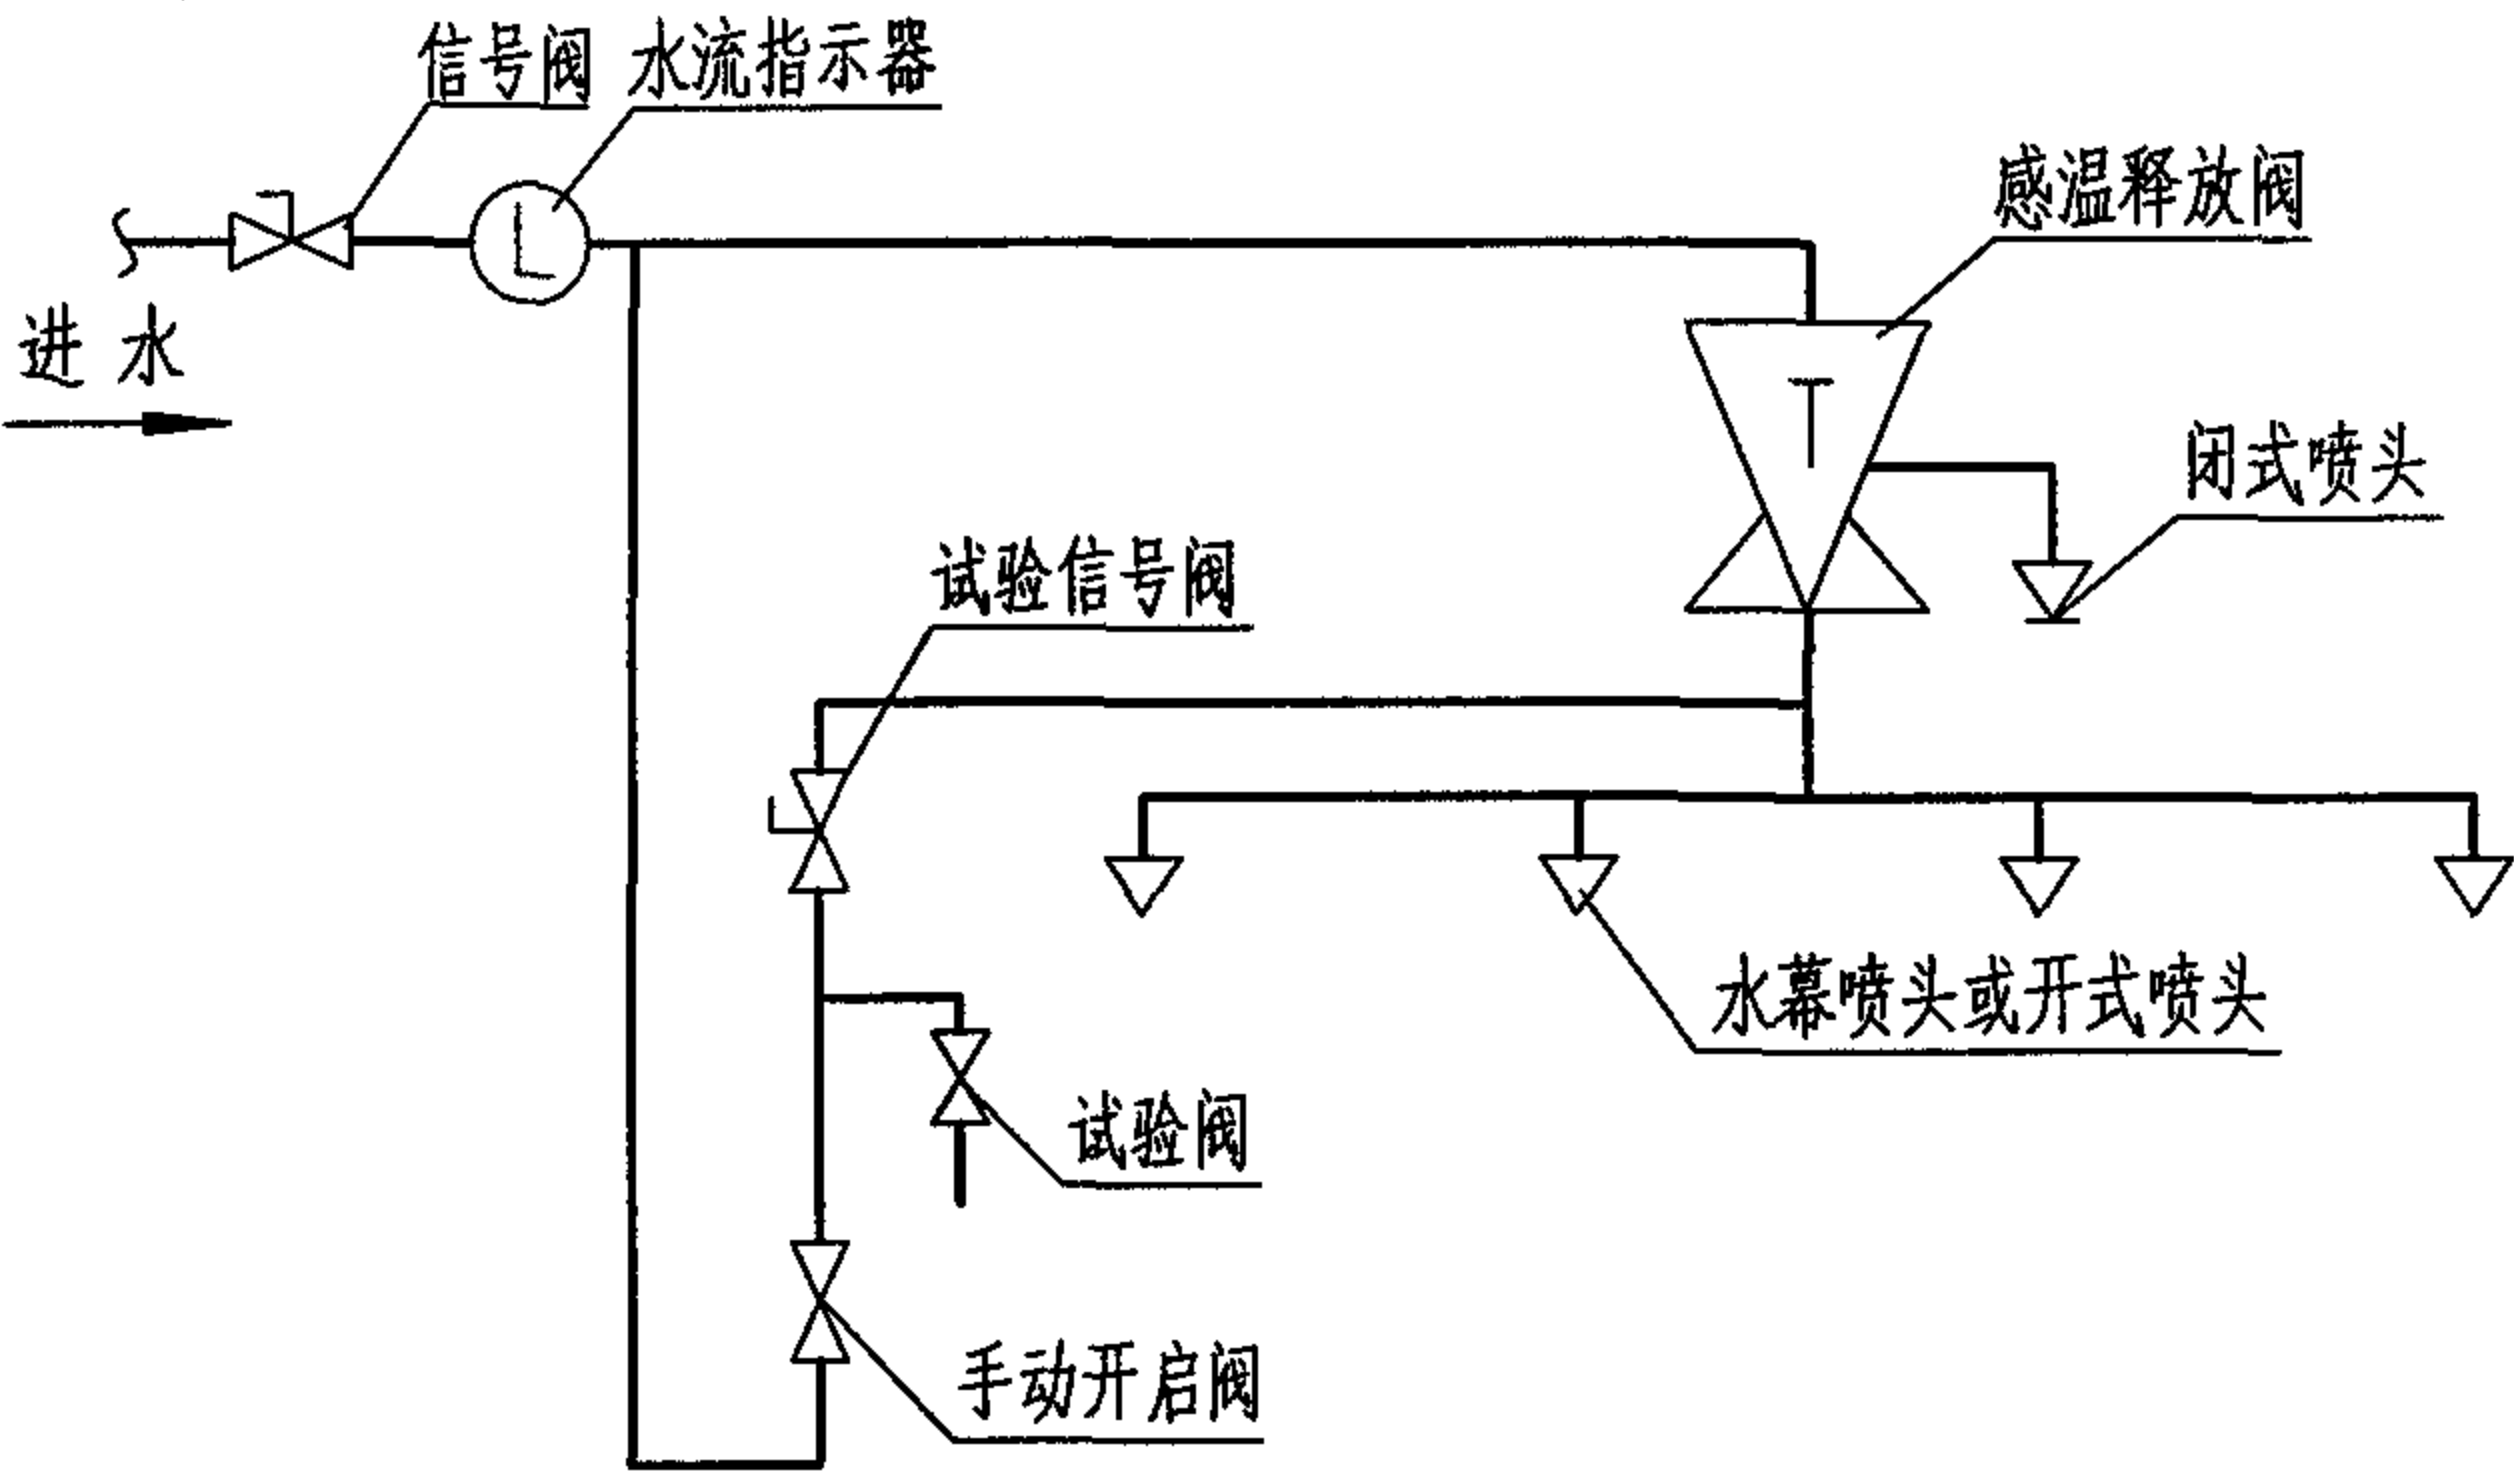 信号阀
水流指示器
感温释放阀
进水
L
T
闭式喷头
试验信号阀
水幕喷头或开式喷头
试验阀
手动开启阀